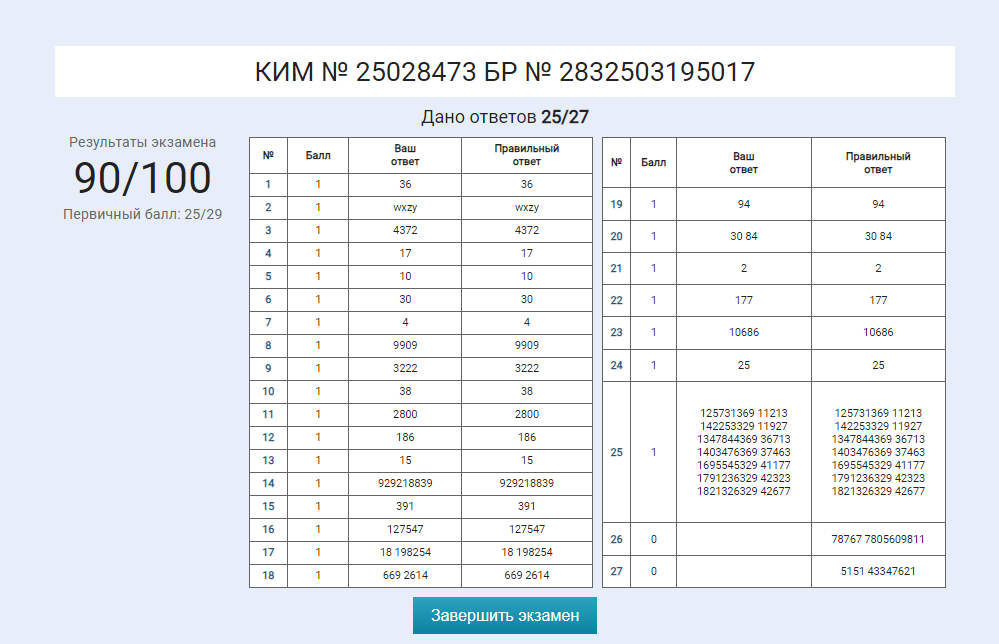 КИМ № 25028473 БР № 2832503195017
Дано ответов 25/27
Результаты экзамена
90/100
Первичный балл: 25/29
№ Балл Ваш ответ Правильный ответ
1 1 36 36
2 1 wxzy wxzy
3 1 4372 4372
4 1 17 17
5 1 10 10
6 1 30 30
7 1 4 4
8 1 9909 9909
9 1 3222 3222
10 1 38 38
11 1 2800 2800
12 1 186 186
13 1 15 15
14 1 929218839 929218839
15 1 391 391
16 1 127547 127547
17 1 18 198254 18 198254
18 1 669 2614 669 2614
№ Балл Ваш ответ Правильный ответ
19 1 94 94
20 1 30 84 30 84
21 1 2 2
22 1 177 177
23 1 10686 10686
24 1 25 25
125731369 11213 125731369 11213
142253329 11927 142253329 11927
1347844369 36713 1347844369 36713
25 1 1403476369 37463 1403476369 37463
1695545329 41177 1695545329 41177
1791236329 42323 1791236329 42323
1821326329 42677 1821326329 42677
26 0 78767 7805609811
27 0 5151 43347621
Завершить экзамен